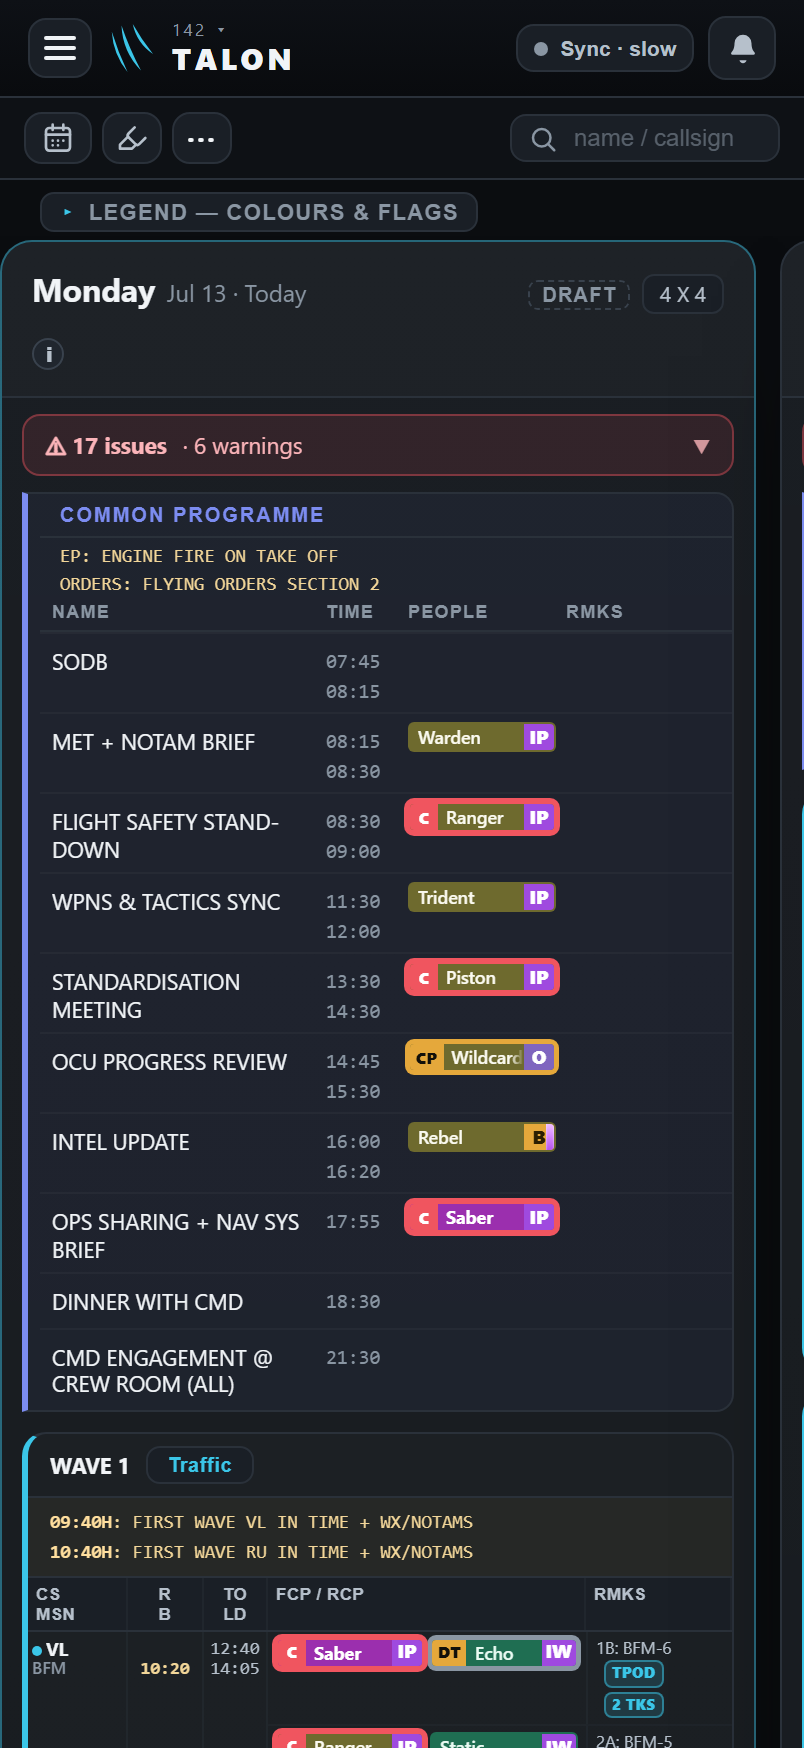 142
TALON
Sync · slow
name / callsign
LEGEND — COLOURS & FLAGS
Monday Jul 13 · Today
DRAFT
4 X 4
i
17 issues · 6 warnings
COMMON PROGRAMME
EP: ENGINE FIRE ON TAKE OFF
ORDERS: FLYING ORDERS SECTION 2
NAME TIME PEOPLE RMKS
SODB 07:45
08:15
MET + NOTAM BRIEF 08:15 Warden IP
08:30
FLIGHT SAFETY STAND- 08:30 C Ranger IP
DOWN 09:00
WPNS & TACTICS SYNC 11:30 Trident IP
12:00
STANDARDISATION 13:30 C Piston IP
MEETING 14:30
OCU PROGRESS REVIEW 14:45 CP Wildcard O
15:30
INTEL UPDATE 16:00 Rebel B
16:20
OPS SHARING + NAV SYS 17:55 C Saber IP
BRIEF
DINNER WITH CMD 18:30
CMD ENGAGEMENT @ 21:30
CREW ROOM (ALL)
WAVE 1 Traffic
09:40H: FIRST WAVE VL IN TIME + WX/NOTAMS
10:40H: FIRST WAVE RU IN TIME + WX/NOTAMS
CS R TO FCP / RCP RMKS
MSN B LD
VL 12:40 C Saber IP DT Echo IW 1B: BFM-6
BFM 10:20 14:05 TPOD
2 TKS
C Ranger IP Static IW 2A: BFM-5